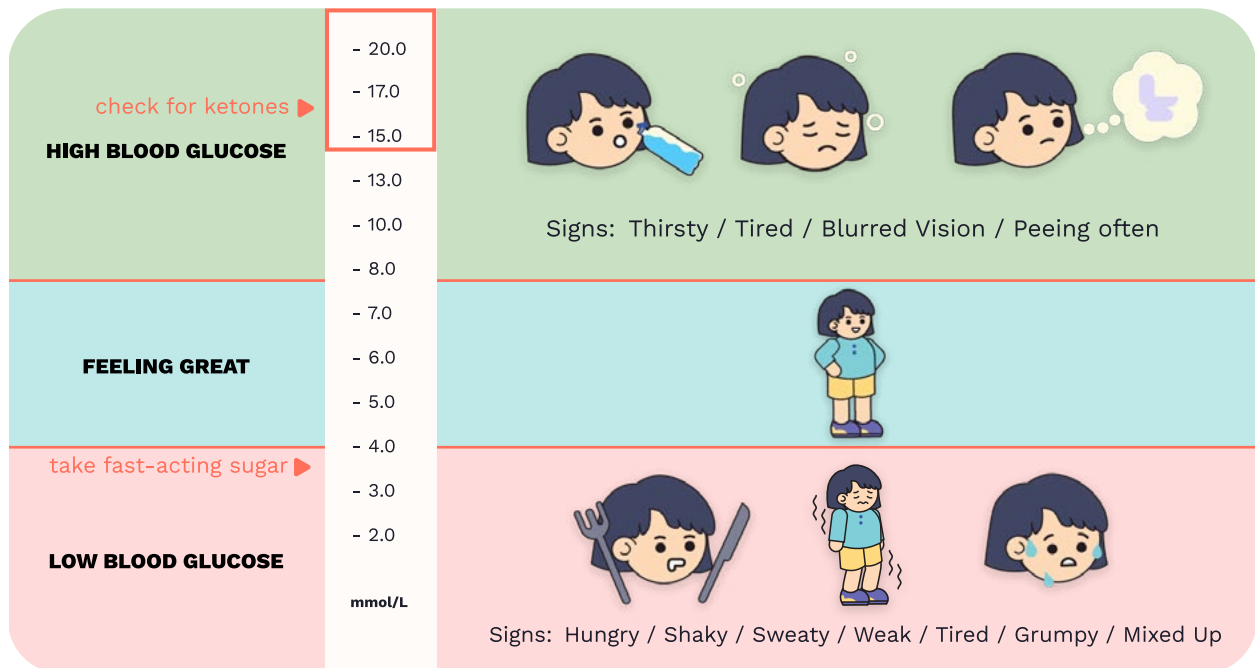 - 20.0
check for ketones
- 17.0
- 15.0
HIGH BLOOD GLUCOSE
- 13.0
- 10.0
Signs: Thirsty / Tired / Blurred Vision / Peeing often
- 8.0
- 7.0
FEELING GREAT
- 6.0
- 5.0
- 4.0
take fast-acting sugar
- 3.0
- 2.0
LOW BLOOD GLUCOSE
mmol/L
Signs: Hungry / Shaky / Sweaty / Weak / Tired / Grumpy / Mixed Up